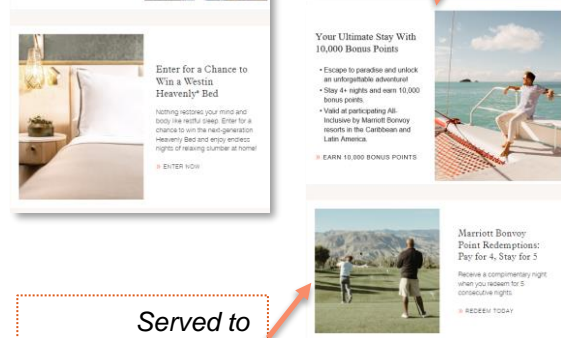 Enter for a Chance to
Win a Westin
Heavenly® Bed
Nothing restores your mind and
body like restful sleep. Enter for a
chance to win the next-generation
Heavenly Bed and enjoy endless
nights of relaxing slumber at home!
» ENTER NOW
Your Ultimate Stay With
10,000 Bonus Points
• Escape to paradise and unlock
an unforgettable adventure!
• Stay 4+ nights and earn 10,000
bonus points.
• Valid at participating All-
Inclusive by Marriott Bonvoy
resorts in the Caribbean and
Latin America.
» EARN 10,000 BONUS POINTS
Marriott Bonvoy
Point Redemptions:
Pay for 4, Stay for 5
Receive a complimentary night
when you redeem for 5
consecutive nights.
» REDEEM TODAY
Served to